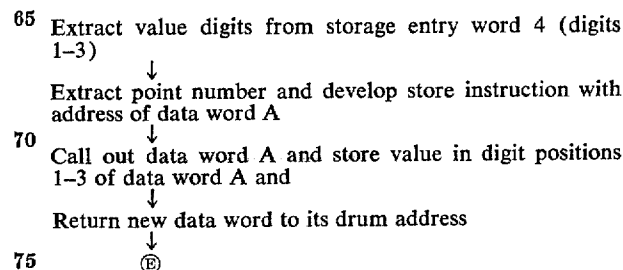 65 Extract value digits from storage entry word 4 (digits
1–3)
↓
Extract point number and develop store instruction with
address of data word A
70 ↓
Call out data word A and store value in digit positions
1–3 of data word A and
↓
Return new data word to its drum address
↓
75 Ⓔ